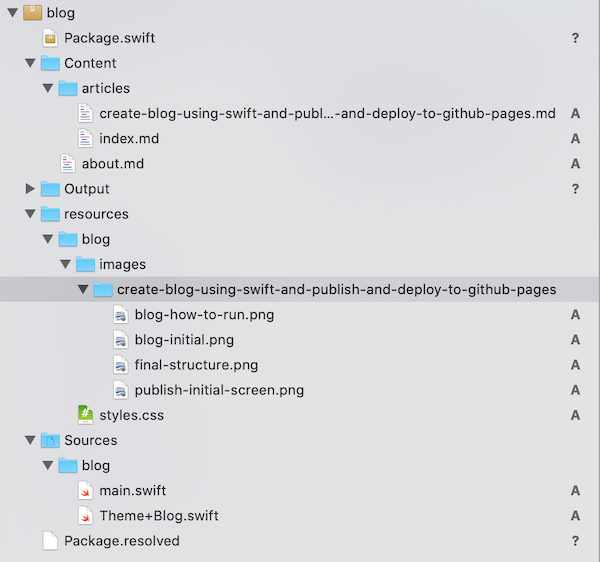 blog
Package.swift ?
Content
articles
create-blog-using-swift-and-publ...-and-deploy-to-github-pages.md A
index.md A
about.md A
Output ?
resources
blog
images
create-blog-using-swift-and-publish-and-deploy-to-github-pages
blog-how-to-run.png A
blog-initial.png A
final-structure.png A
publish-initial-screen.png A
# styles.css A
Sources
blog
main.swift A
Theme+Blog.swift A
Package.resolved ?